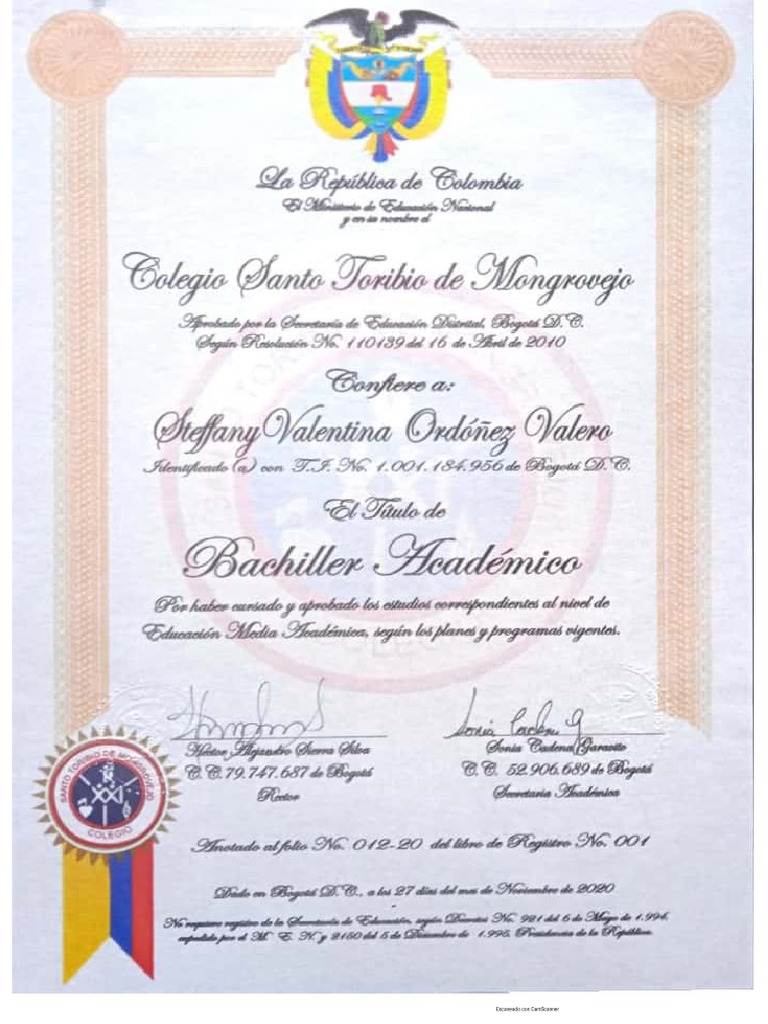 La República de Colombia
El Ministerio de Educación Nacional
y en su nombre el
Colegio Santo Toribio de Mongrovejo
Aprobado por la Secretaría de Educación Distrital, Bogotá D.C.
Según Resolución No. 110139 del 16 de Abril de 2010
Confiere a:
Steffany Valentina Ordóñez Valero
Identificado (a) con T.I. No. 1.001.184.956 de Bogotá D.C.
El Título de
Bachiller Académico
Por haber cursado y aprobado los estudios correspondientes al nivel de
Educación Media Académica, según los planes y programas vigentes.
Héctor Alejandro Sierra Silva
C.C. 79.747.687 de Bogotá
Rector
Sonia Cadena Garavito
C.C. 52.906.689 de Bogotá
Secretaria Académica
SANTO TORIBIO DE MOGROVEJO
XXI
COLEGIO
Anotado al folio No. 012-20 del libro de Registro No. 001
Dado en Bogotá D.C., a los 27 días del mes de Noviembre de 2020
No requiere registro de la Secretaría de Educación, según Decretos No. 921 del 6 de Mayo de 1.994,
expedido por el M. E. N. y 2150 del 5 de Diciembre de 1.995, Presidencia de la República.
Escaneado con CamScanner